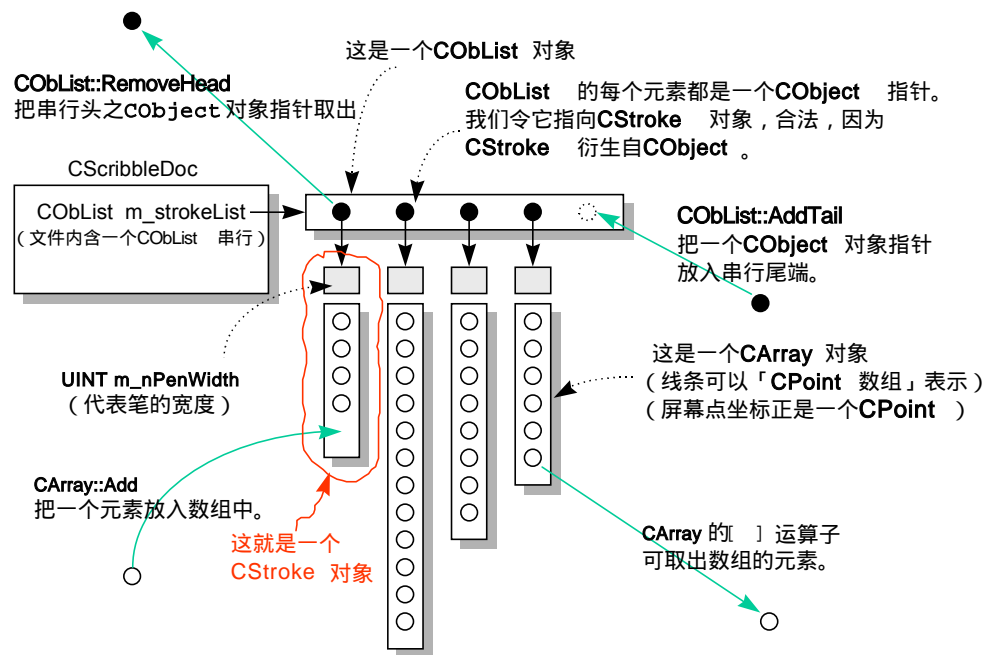 这是一个CObList 对象
CObList::RemoveHead
把串行头之CObject 对象指针取出
CObList 的每个元素都是一个CObject 指针。
我们令它指向CStroke 对象，合法，因为
CStroke 衍生自CObject 。
CScribbleDoc
CObList m_strokeList
（文件内含一个CObList 串行）
CObList::AddTail
把一个CObject 对象指针
放入串行尾端。
UINT m_nPenWidth
（代表笔的宽度）
这是一个CArray 对象
（线条可以「CPoint 数组」表示）
（屏幕点坐标正是一个CPoint ）
CArray::Add
把一个元素放入数组中。
这就是一个
CStroke 对象
CArray 的[ ] 运算子
可取出数组的元素。